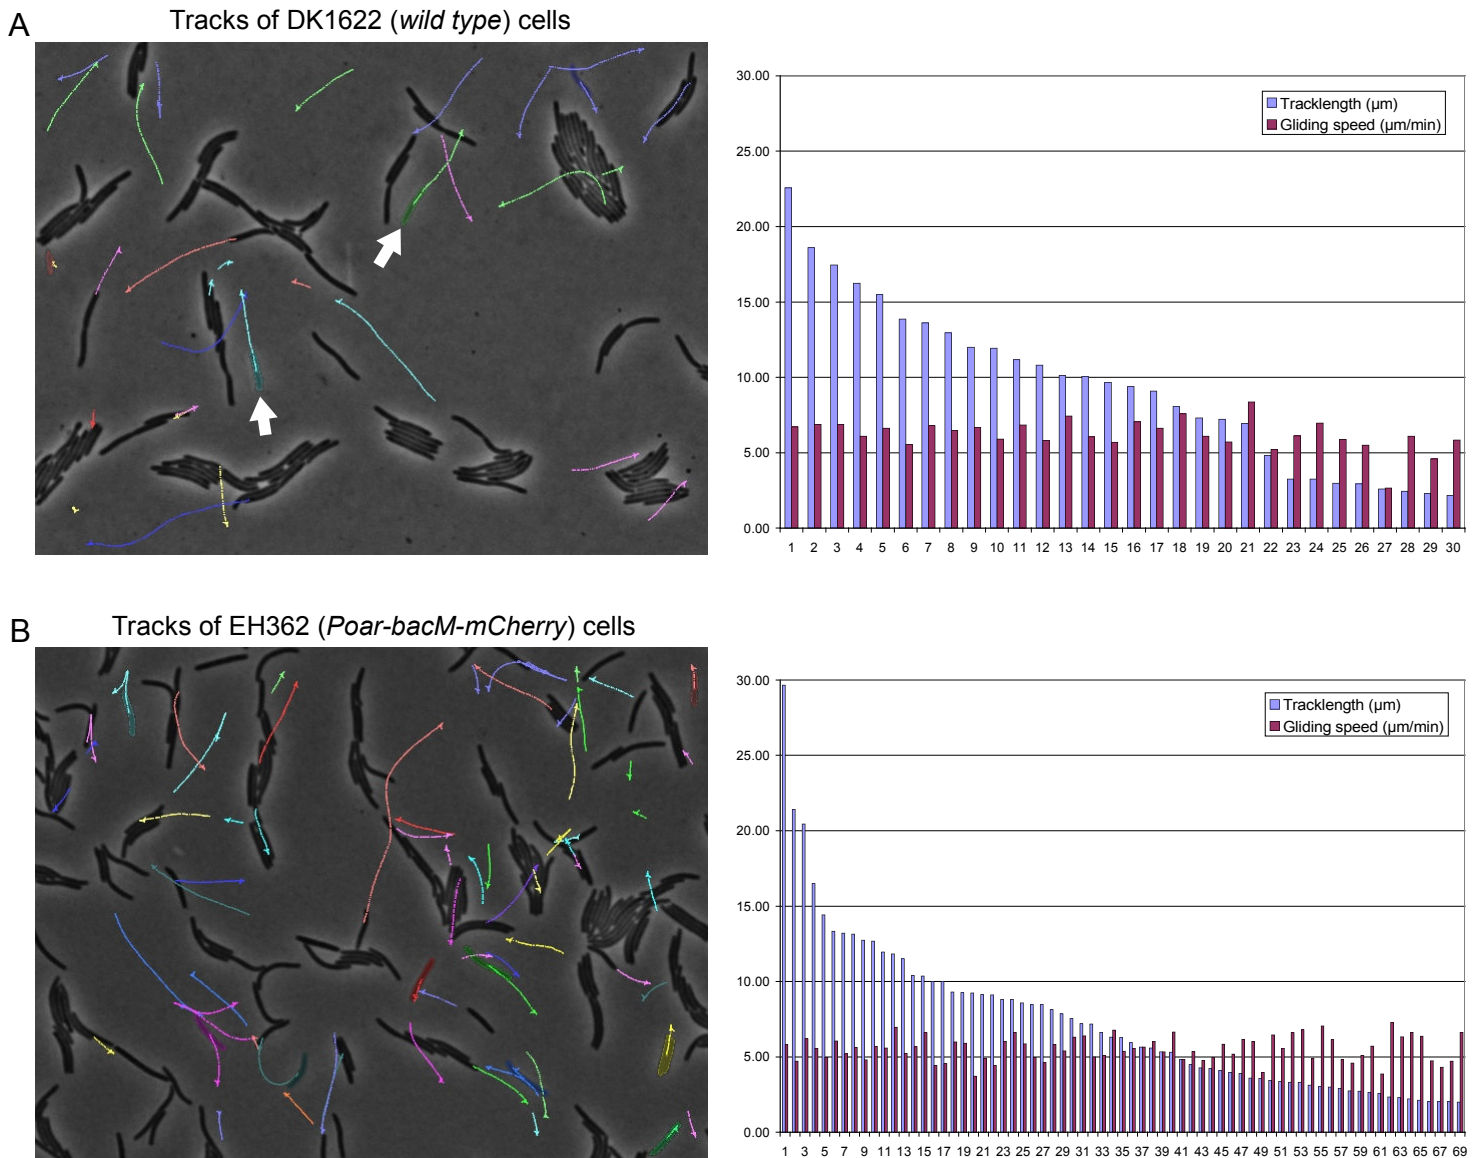 A
Tracks of DK1622 (wild type) cells
30.00
25.00
20.00
15.00
10.00
5.00
0.00
Tracklength (µm)
Gliding speed (µm/min)
1 2 3 4 5 6 7 8 9 10 11 12 13 14 15 16 17 18 19 20 21 22 23 24 25 26 27 28 29 30
B
Tracks of EH362 (Poar-bacM-mCherry) cells
30.00
25.00
20.00
15.00
10.00
5.00
0.00
Tracklength (µm)
Gliding speed (µm/min)
1 3 5 7 9 11 13 15 17 19 21 23 25 27 29 31 33 35 37 39 41 43 45 47 49 51 53 55 57 59 61 63 65 67 69